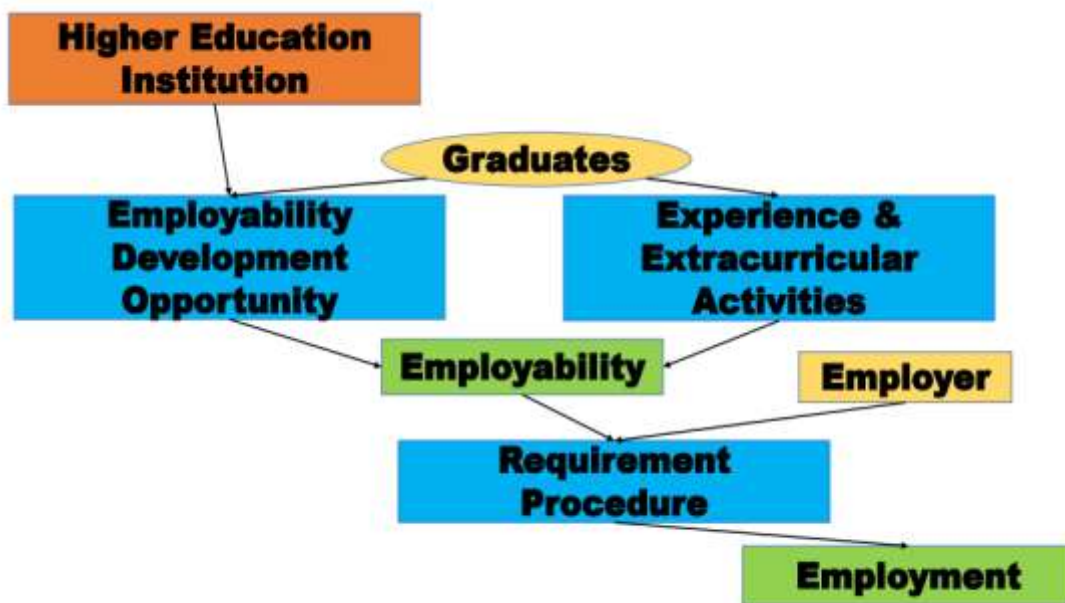 Higher Education
Institution
Graduates
Employability
Development
Opportunity
Experience &
Extracurricular
Activities
Employability
Employer
Requirement
Procedure
Employment